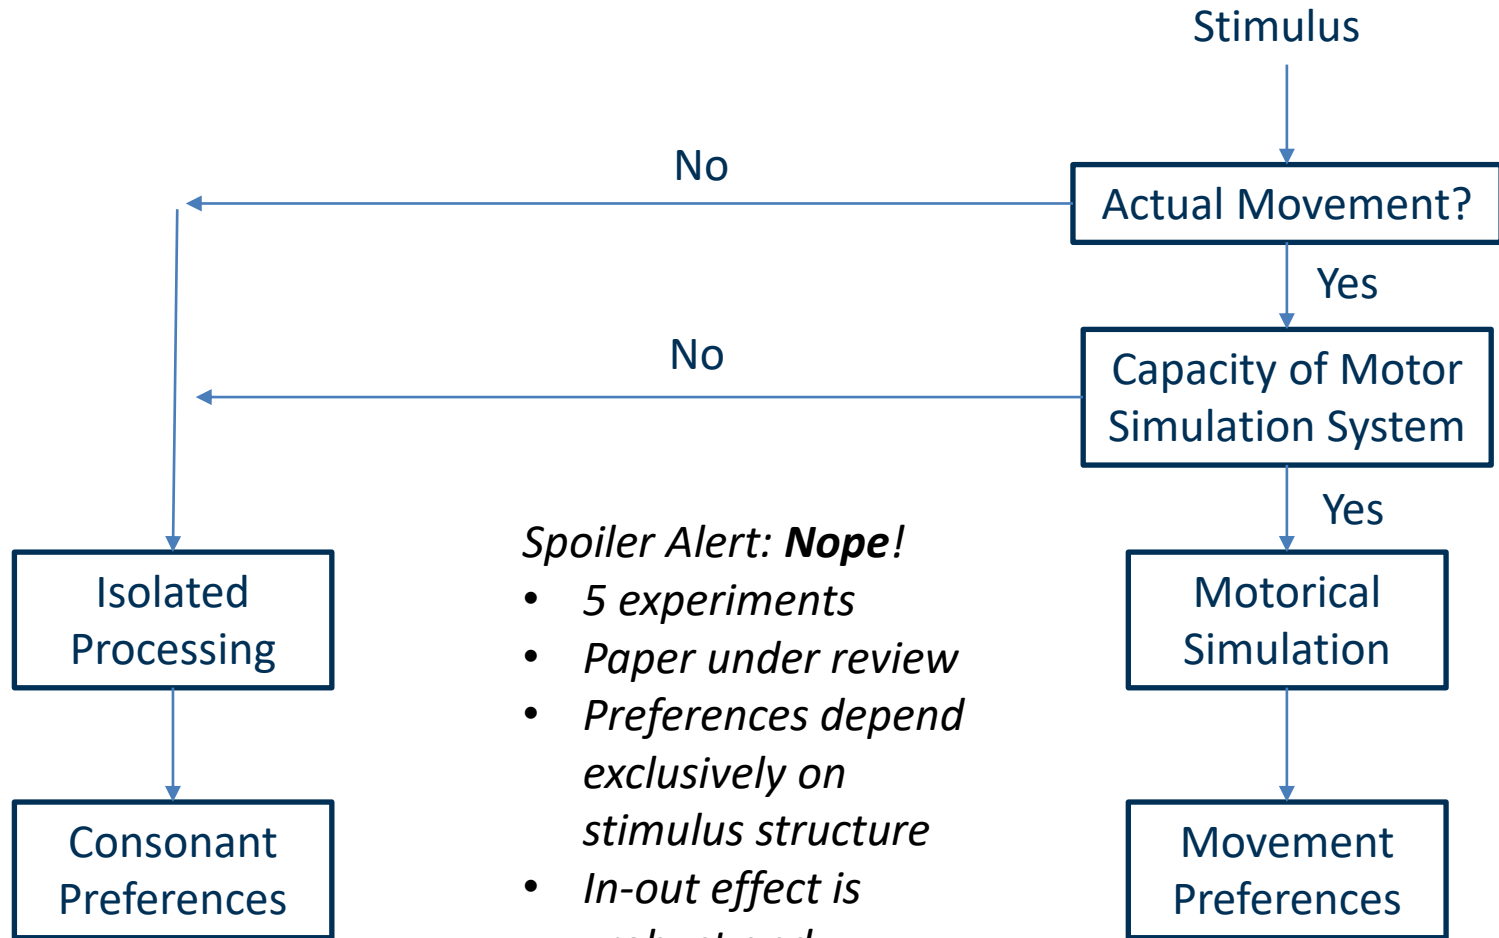 Stimulus
No
Actual Movement?
Yes
No
Capacity of Motor
Simulation System
Yes
Spoiler Alert: Nope!
• 5 experiments
• Paper under review
• Preferences depend
exclusively on
stimulus structure
• In-out effect is
robust and
Isolated
Processing
Motorical
Simulation
Consonant
Preferences
Movement
Preferences